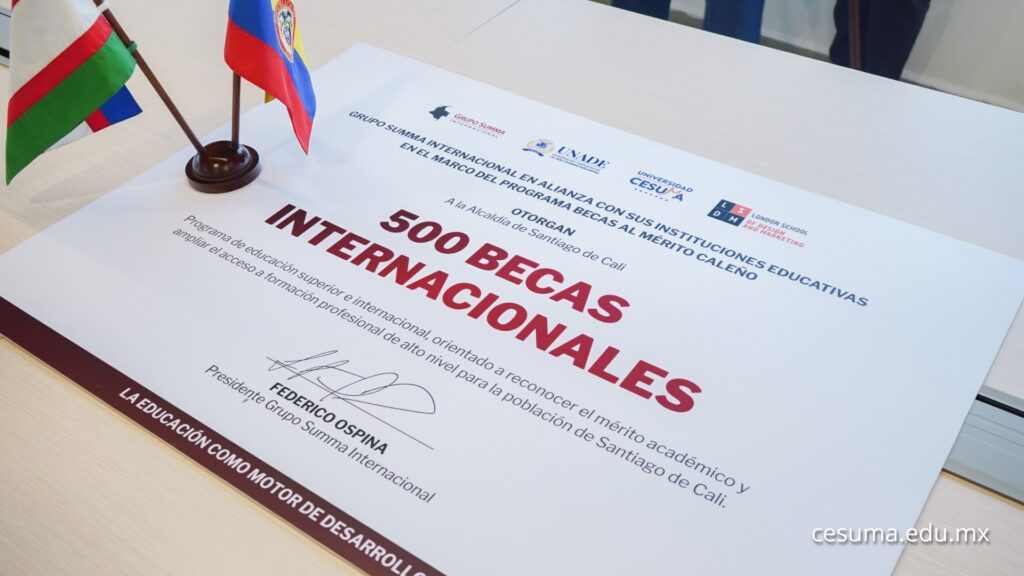 GRUPO SUMMA
INTERNACIONAL
UNADE
UNIVERSIDAD
CESUMA
LSDM
LONDON SCHOOL
OF DESIGN
AND MARKETING
GRUPO SUMMA INTERNACIONAL EN ALIANZA CON SUS INSTITUCIONES EDUCATIVAS
EN EL MARCO DEL PROGRAMA BECAS AL MÉRITO CALEÑO
OTORGAN
A la Alcaldía de Santiago de Cali
500 BECAS
INTERNACIONALES
Programa de educación superior e internacional, orientado a reconocer el mérito académico y
ampliar el acceso a formación profesional de alto nivel para la población de Santiago de Cali.
FEDERICO OSPINA
Presidente Grupo Summa Internacional
LA EDUCACIÓN COMO MOTOR DE DESARROLL
cesuma.edu.mx